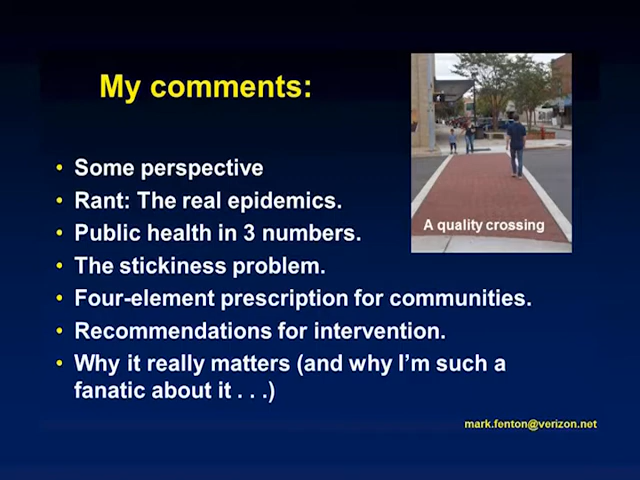 My comments:
• Some perspective
• Rant: The real epidemics.
• Public health in 3 numbers.
A quality crossing
• The stickiness problem.
• Four-element prescription for communities.
• Recommendations for intervention.
• Why it really matters (and why I’m such a
fanatic about it . . .)
mark.fenton@verizon.net